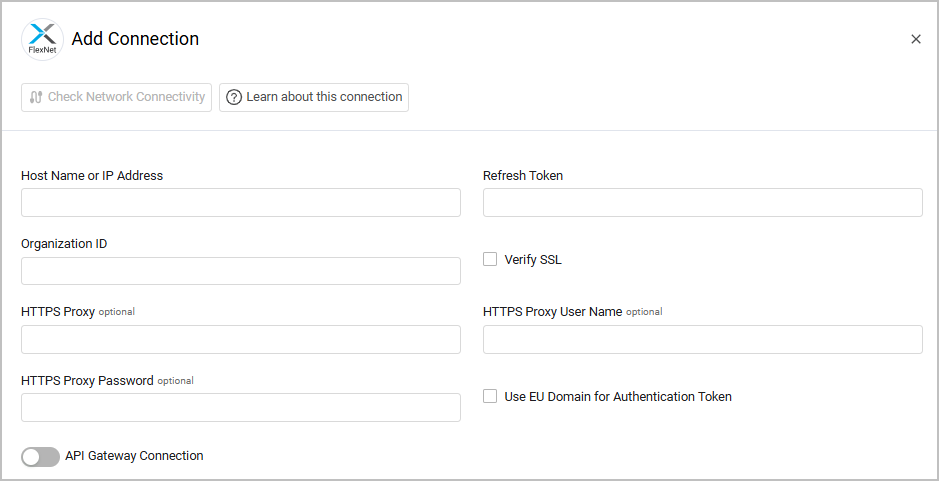 FlexNet
Add Connection
Check Network Connectivity
Learn about this connection
Host Name or IP Address
Refresh Token
Organization ID
Verify SSL
HTTPS Proxy optional
HTTPS Proxy User Name optional
HTTPS Proxy Password optional
Use EU Domain for Authentication Token
API Gateway Connection